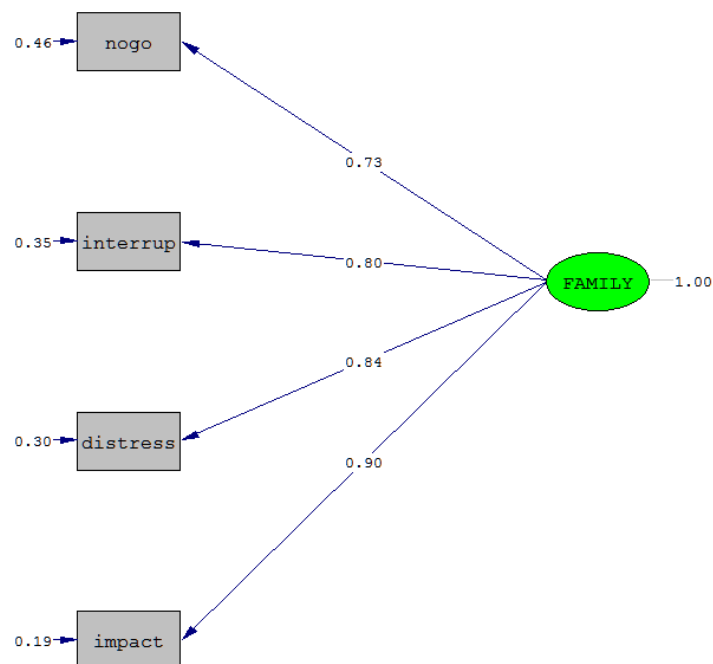 0.46 nogo
0.73
0.35 interrup
0.80
FAMILY 1.00
0.84
0.30 distress
0.90
0.19 impact